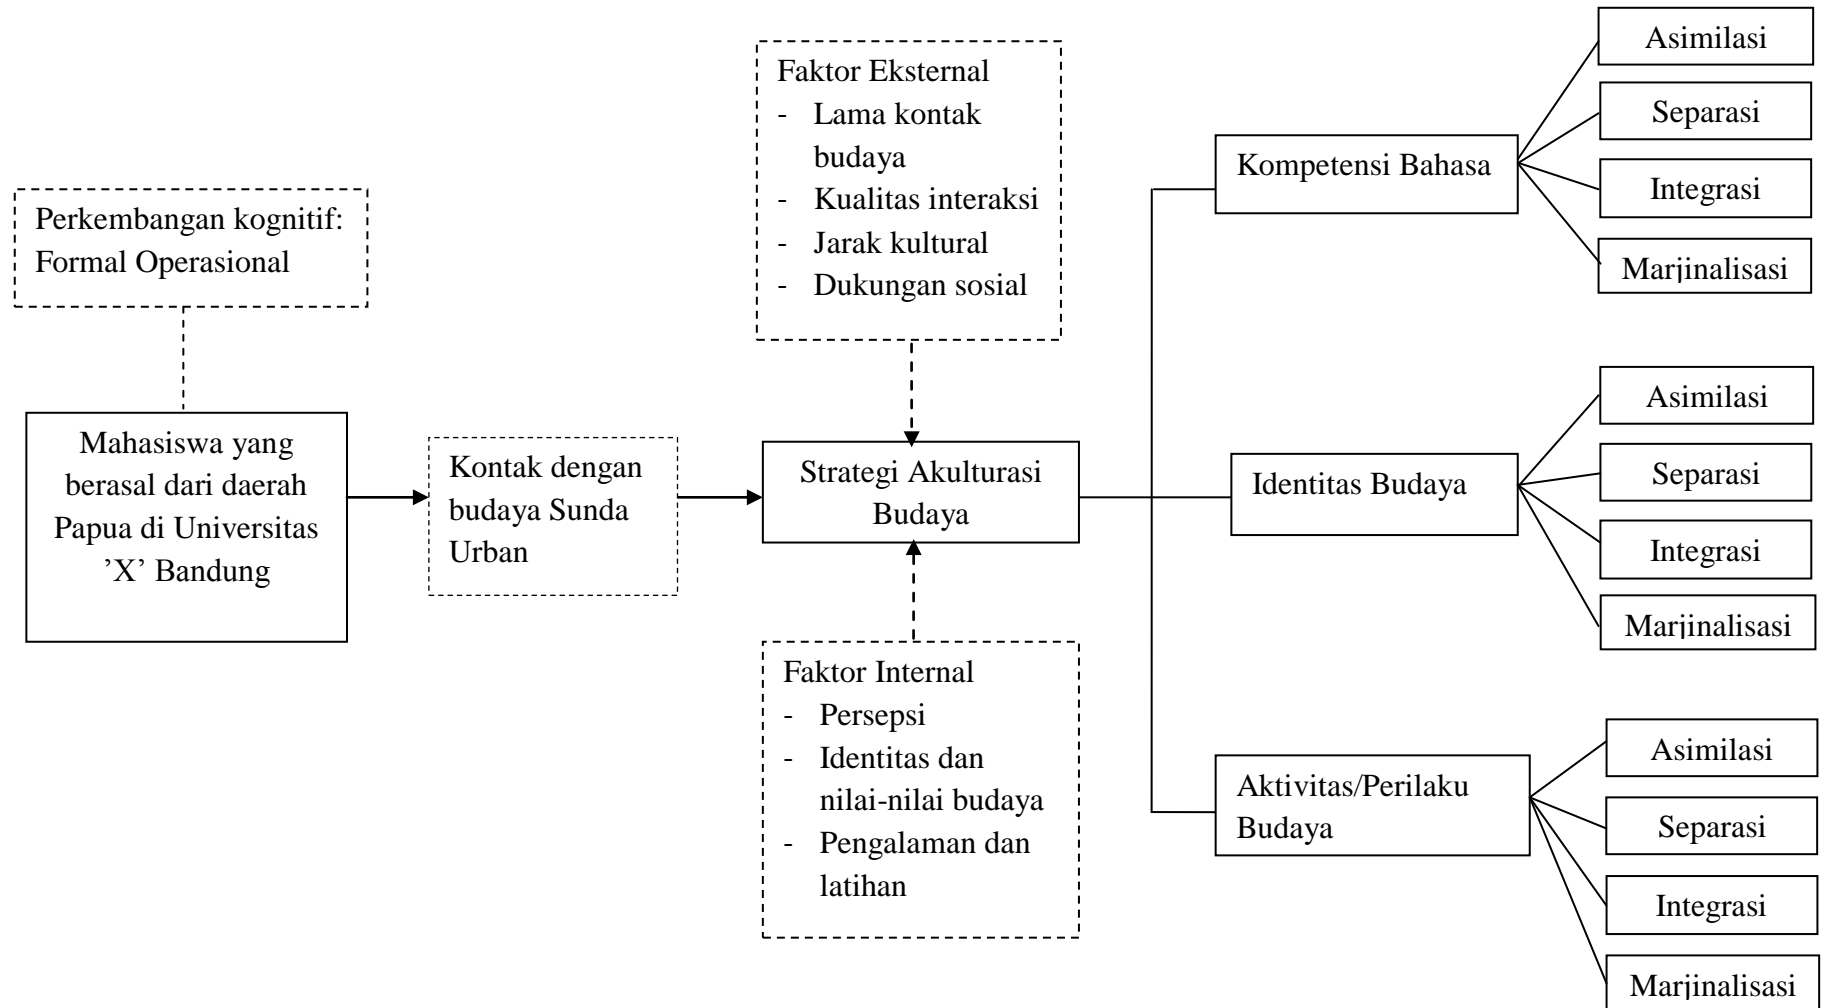 Perkembangan kognitif:
Formal Operasional
Mahasiswa yang
berasal dari daerah
Papua di Universitas
’X’ Bandung
Kontak dengan
budaya Sunda
Urban
Faktor Eksternal
- Lama kontak
budaya
- Kualitas interaksi
- Jarak kultural
- Dukungan sosial
Strategi Akulturasi
Budaya
Faktor Internal
- Persepsi
- Identitas dan
nilai-nilai budaya
- Pengalaman dan
latihan
Kompetensi Bahasa
Asimilasi
Separasi
Integrasi
Marjinalisasi
Identitas Budaya
Asimilasi
Separasi
Integrasi
Marjinalisasi
Aktivitas/Perilaku
Budaya
Asimilasi
Separasi
Integrasi
Marjinalisasi